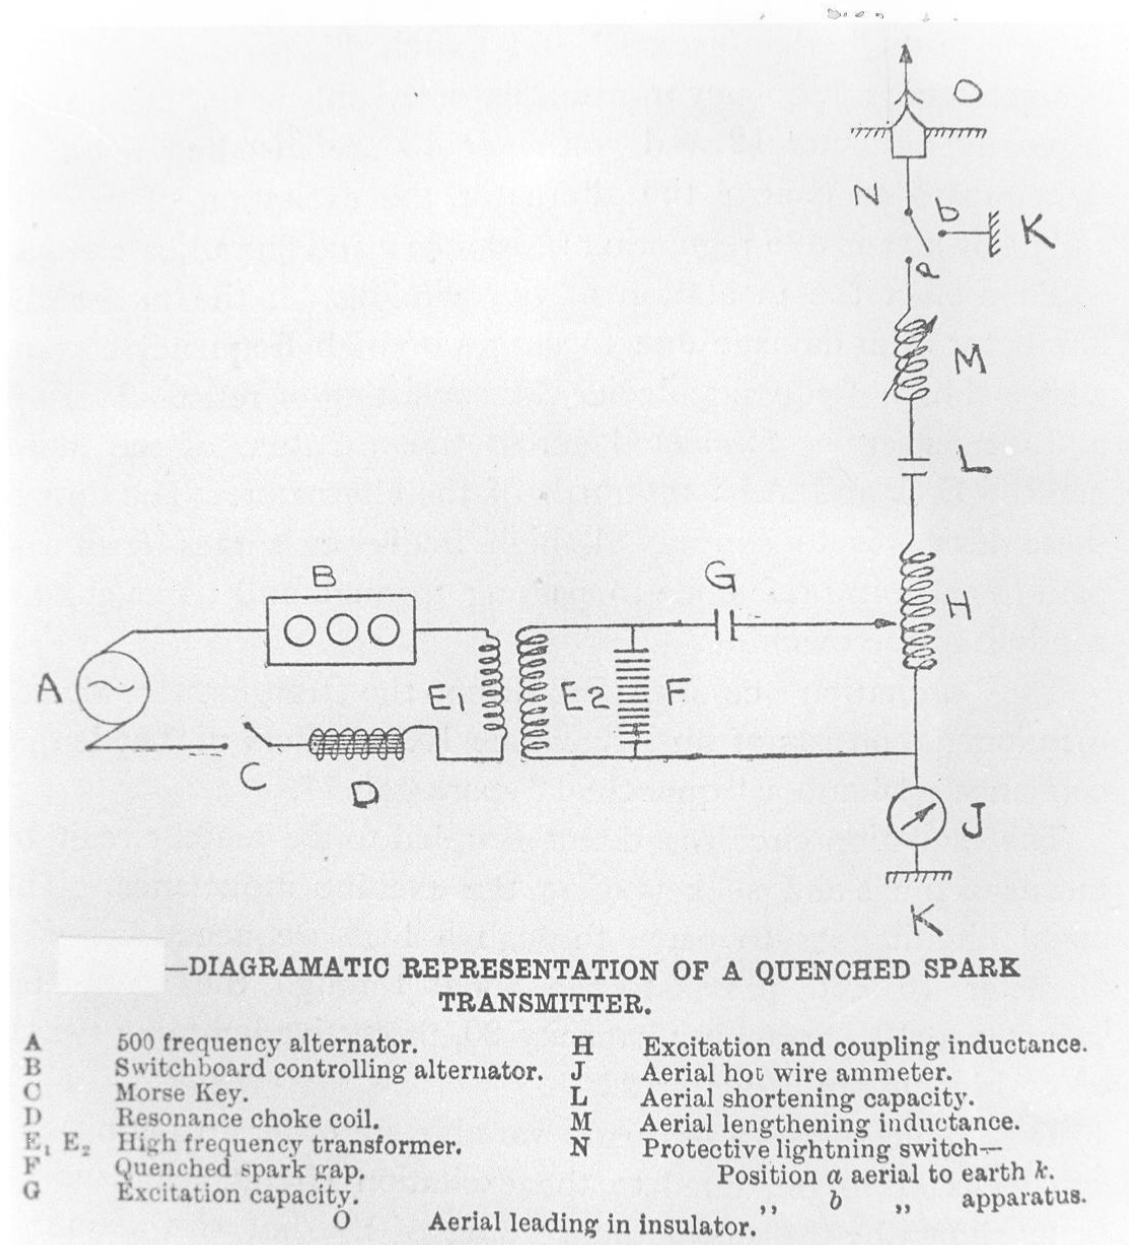 O
N
b
K
a
M
L
B
G
H
A
E1
E2
F
C
D
J
K
—DIAGRAMATIC REPRESENTATION OF A QUENCHED SPARK
TRANSMITTER.
A 500 frequency alternator.
B Switchboard controlling alternator.
C Morse Key.
D Resonance choke coil.
E₁ E₂ High frequency transformer.
F Quenched spark gap.
G Excitation capacity.
H Excitation and coupling inductance.
J Aerial hot wire ammeter.
L Aerial shortening capacity.
M Aerial lengthening inductance.
N Protective lightning switch—
Position a aerial to earth k.
,, b ,, apparatus.
O Aerial leading in insulator.